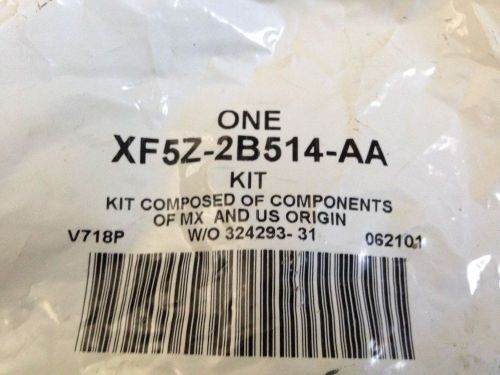 ONE
XF5Z-2B514-AA
KIT
KIT COMPOSED OF COMPONENTS
OF MX AND US ORIGIN
V718P W/O 324293- 31 062101